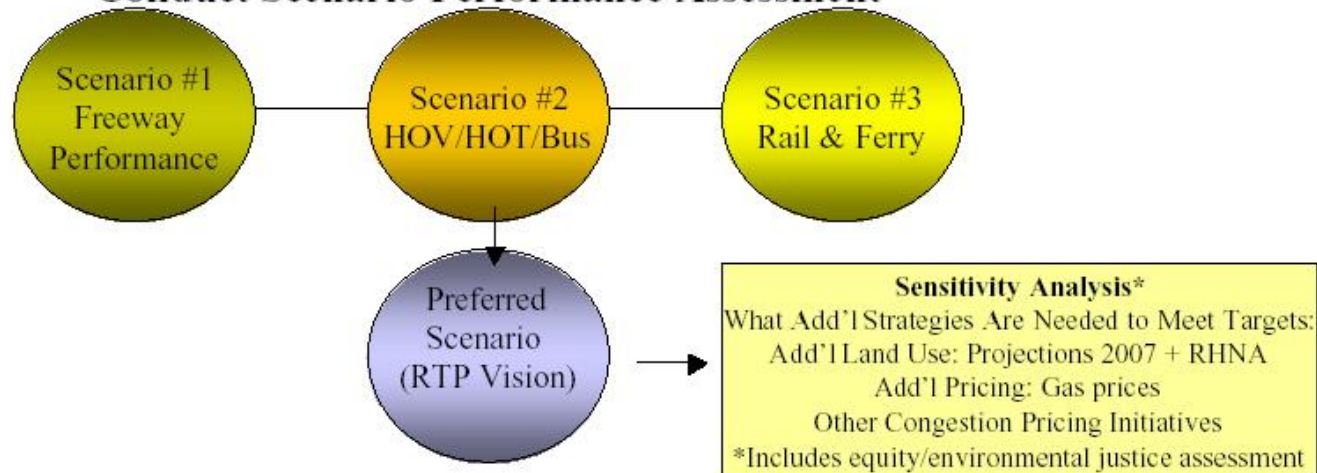 Conduct Scenario Performance Assessment
Scenario #1
Freeway
Performance
Scenario #2
HOV/HOT/Bus
Scenario #3
Rail & Ferry
Preferred
Scenario
(RTP Vision)
Sensitivity Analysis*
What Add'l Strategies Are Needed to Meet Targets:
Add'l Land Use: Projections 2007 + RHNA
Add'l Pricing: Gas prices
Other Congestion Pricing Initiatives
*Includes equity/environmental justice assessment